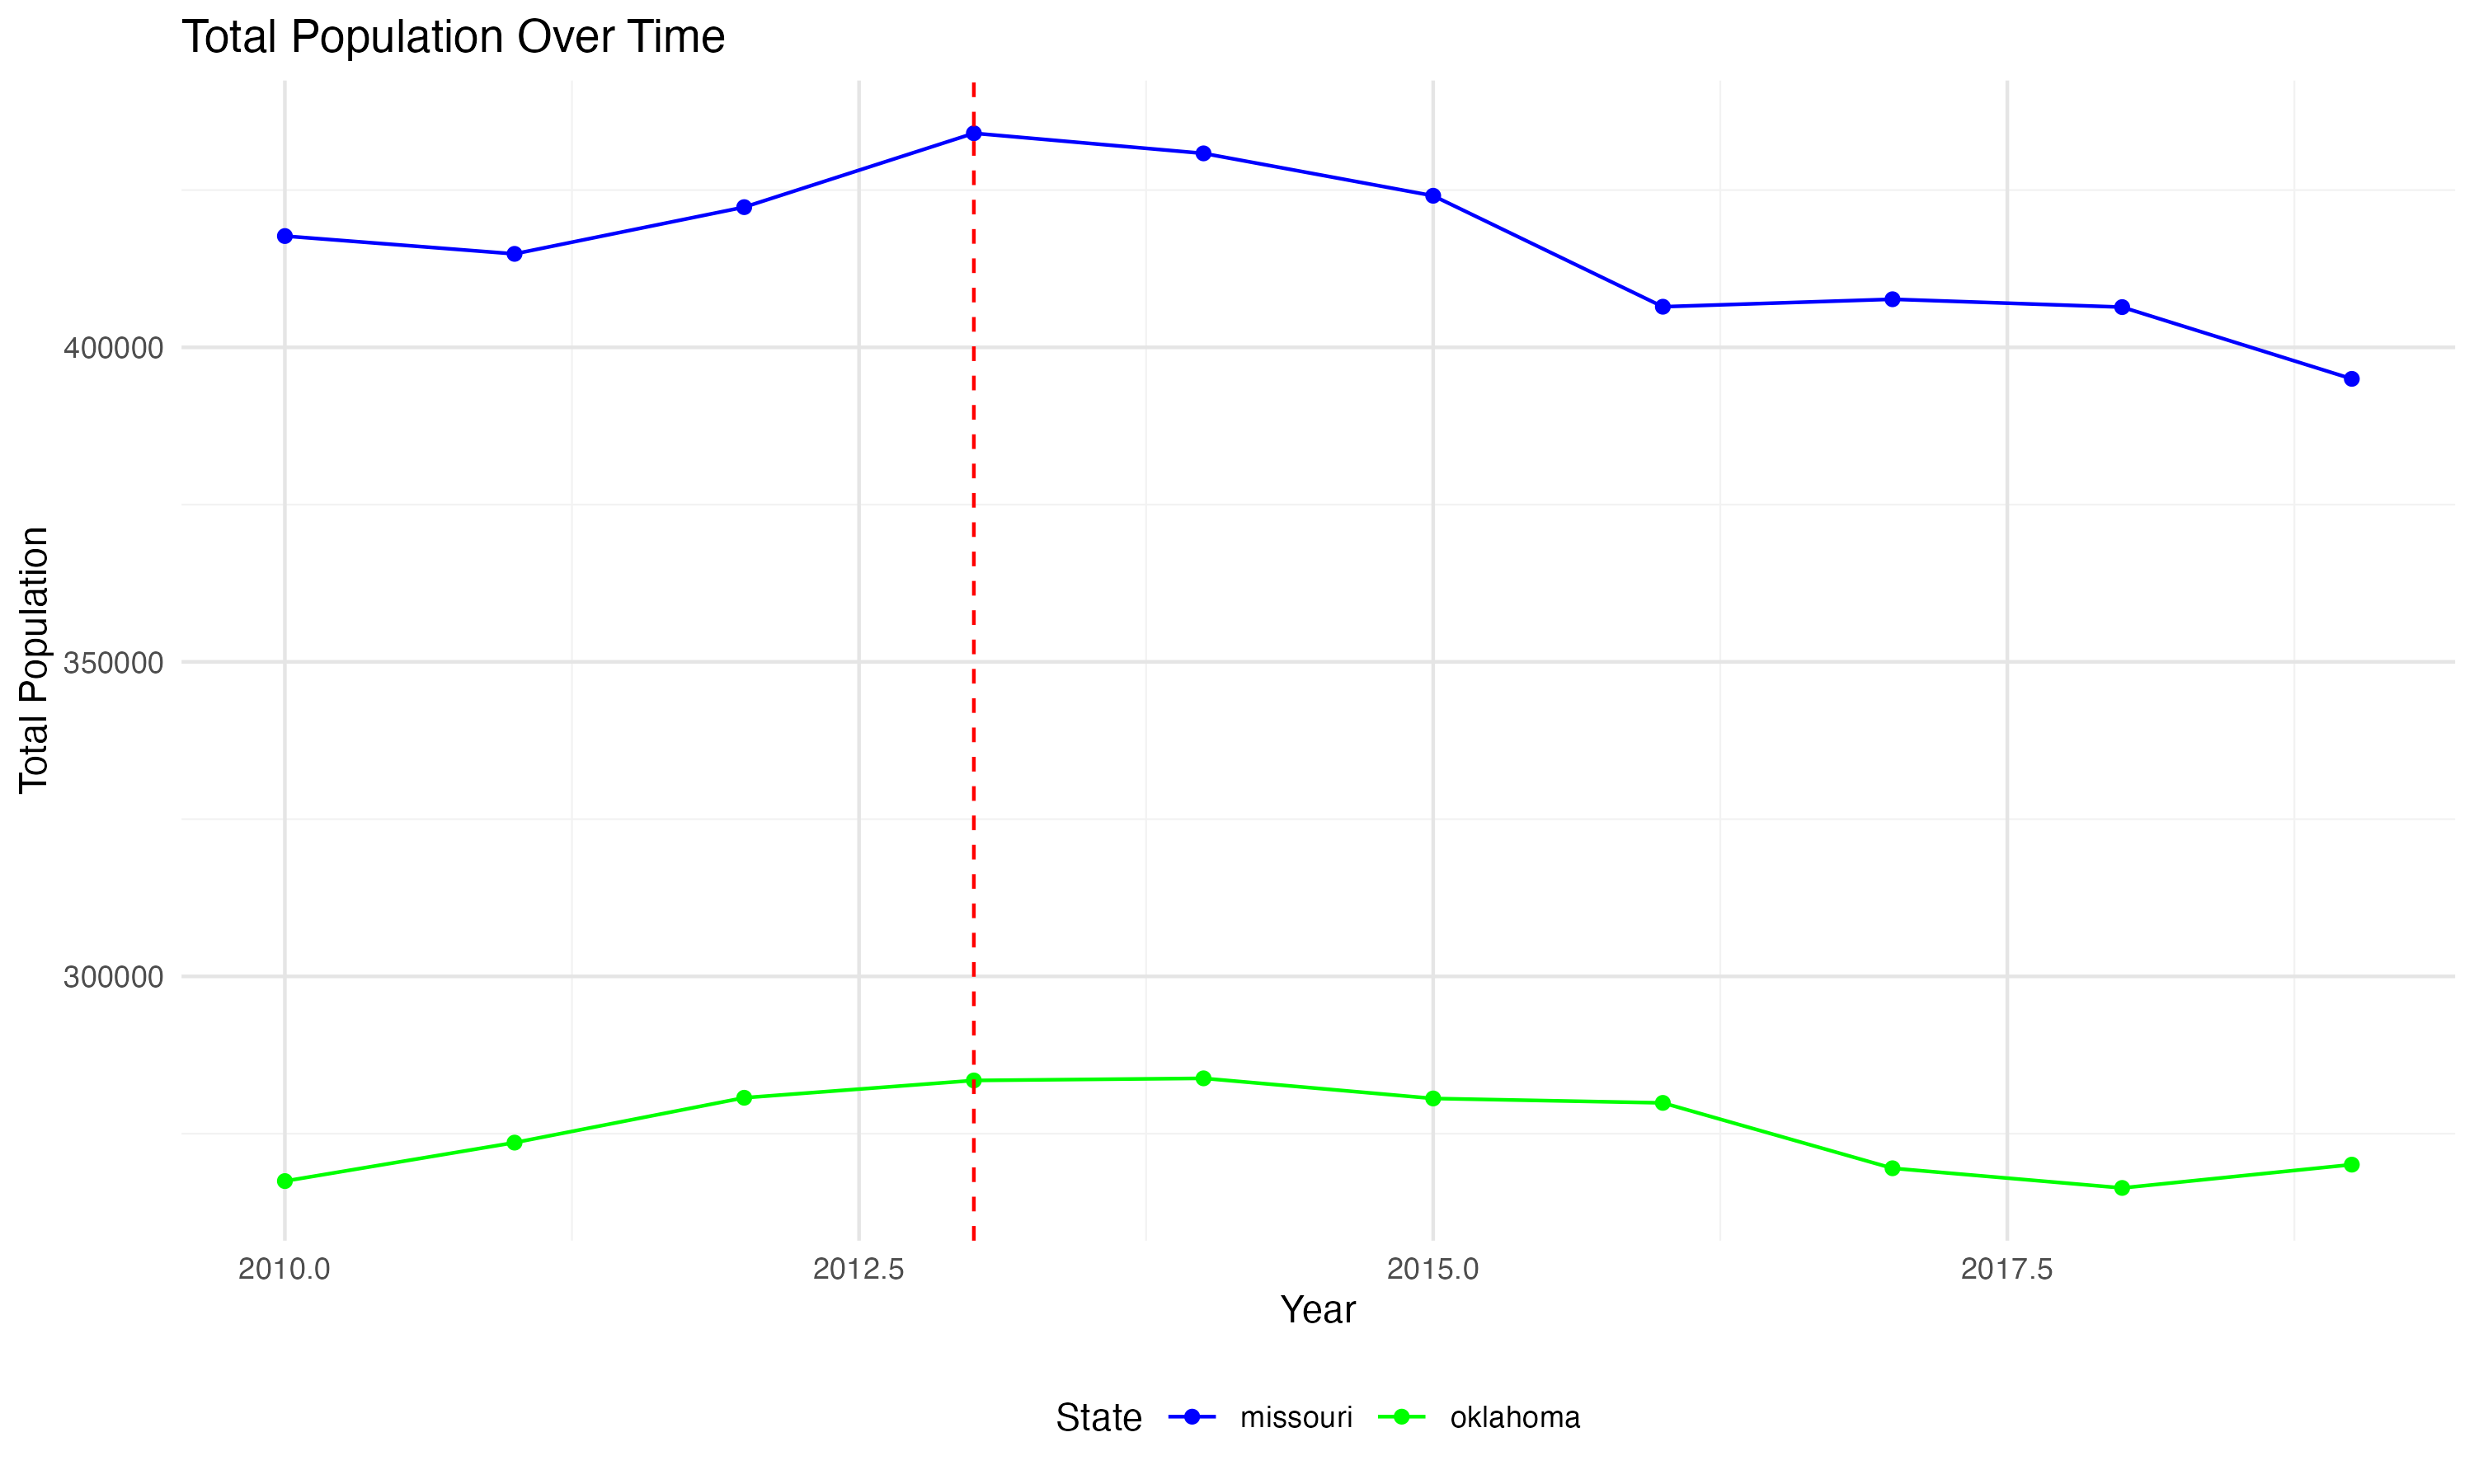 Total Population Over Time
Total Population
400000
350000
300000
2010.0 2012.5 2015.0 2017.5
Year
State missouri oklahoma